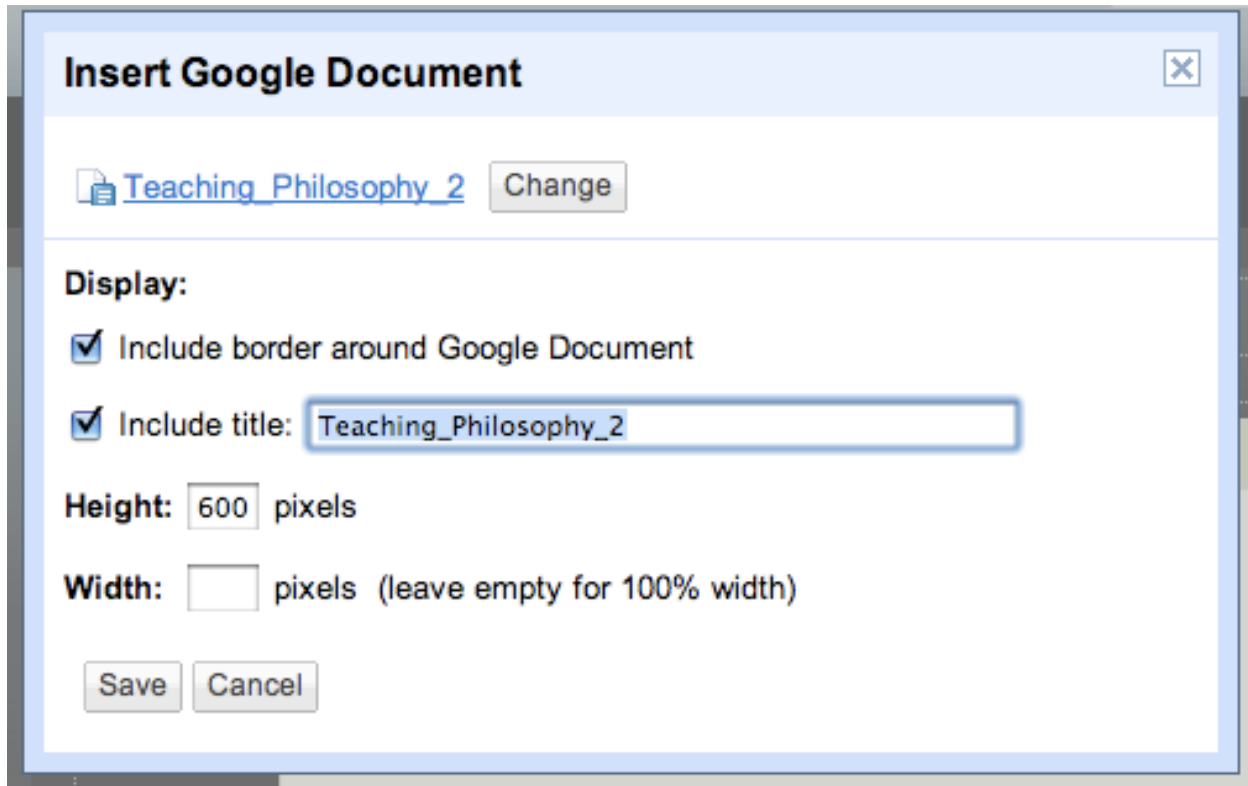 Insert Google Document
Teaching_Philosophy_2 Change
Display:
Include border around Google Document
Include title: Teaching_Philosophy_2
Height: 600 pixels
Width: pixels (leave empty for 100% width)
Save Cancel